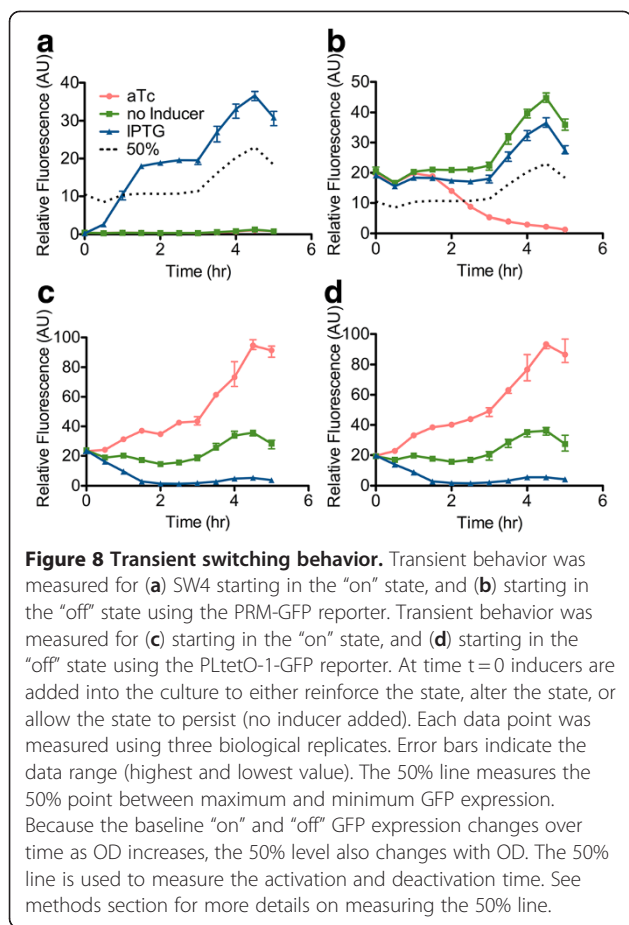 a
b
Relative Fluorescence (AU)
40
30
20
10
0
aTc
no Inducer
IPTG
50%
0
2
4
6
Time (hr)
Relative Fluorescence (AU)
50
40
30
20
10
0
0
2
4
6
Time (hr)
c
d
Relative Fluorescence (AU)
100
80
60
40
20
0
0
2
4
6
Time (hr)
Relative Fluorescence (AU)
100
80
60
40
20
0
0
2
4
6
Time (hr)
Figure 8 Transient switching behavior. Transient behavior was
measured for (a) SW4 starting in the “on” state, and (b) starting in
the “off” state using the PRM-GFP reporter. Transient behavior was
measured for (c) starting in the “on” state, and (d) starting in the
“off” state using the PLtetO-1-GFP reporter. At time t = 0 inducers are
added into the culture to either reinforce the state, alter the state, or
allow the state to persist (no inducer added). Each data point was
measured using three biological replicates. Error bars indicate the
data range (highest and lowest value). The 50% line measures the
50% point between maximum and minimum GFP expression.
Because the baseline “on” and “off” GFP expression changes over
time as OD increases, the 50% level also changes with OD. The 50%
line is used to measure the activation and deactivation time. See
methods section for more details on measuring the 50% line.